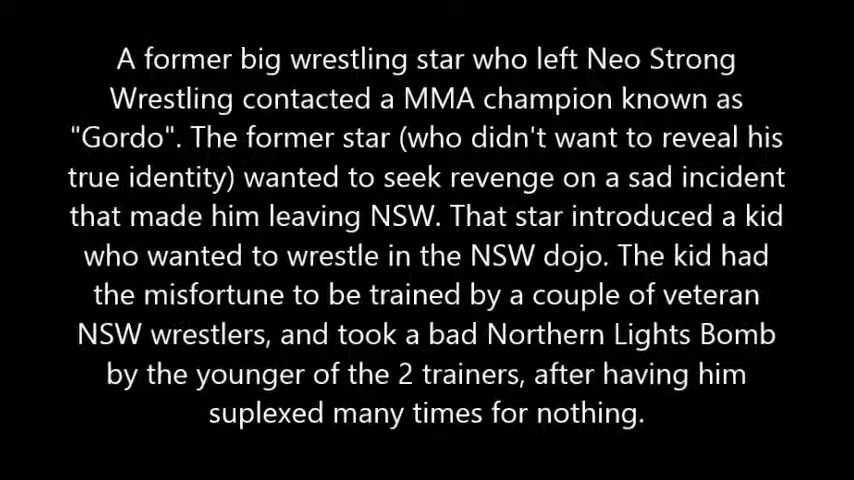 A former big wrestling star who left Neo Strong
Wrestling contacted a MMA champion known as
"Gordo". The former star (who didn't want to reveal his
true identity) wanted to seek revenge on a sad incident
that made him leaving NSW. That star introduced a kid
who wanted to wrestle in the NSW dojo. The kid had
the misfortune to be trained by a couple of veteran
NSW wrestlers, and took a bad Northern Lights Bomb
by the younger of the 2 trainers, after having him
suplexed many times for nothing.